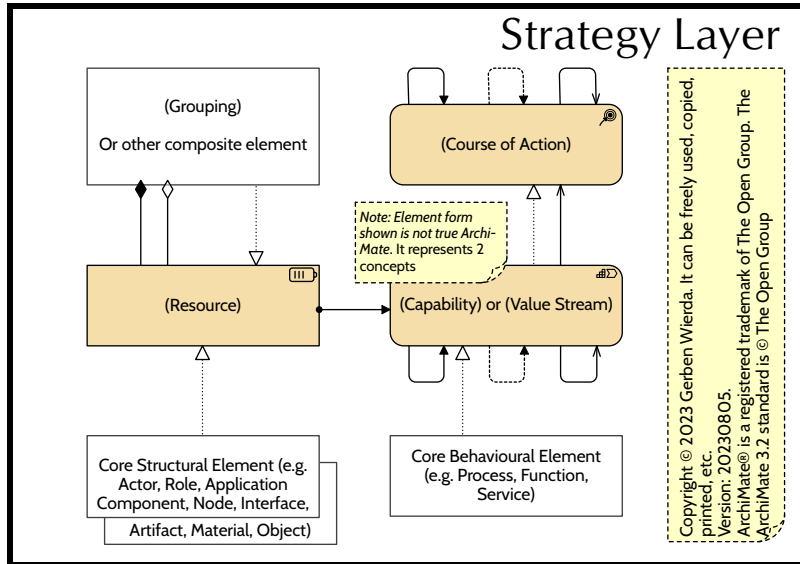 Strategy Layer
(Grouping)
Or other composite element
(Course of Action)
Note: Element form
shown is not true Archi-
Mate. It represents 2
concepts
(Resource)
(Capability) or (Value Stream)
Core Structural Element (e.g.
Actor, Role, Application
Component, Node, Interface,
Artifact, Material, Object)
Core Behavioural Element
(e.g. Process, Function,
Service)
Copyright © 2023 Gerben Wierda. It can be freely used, copied,
printed, etc.
Version: 20230805.
ArchiMate® is a registered trademark of The Open Group. The
ArchiMate 3.2 standard is © The Open Group